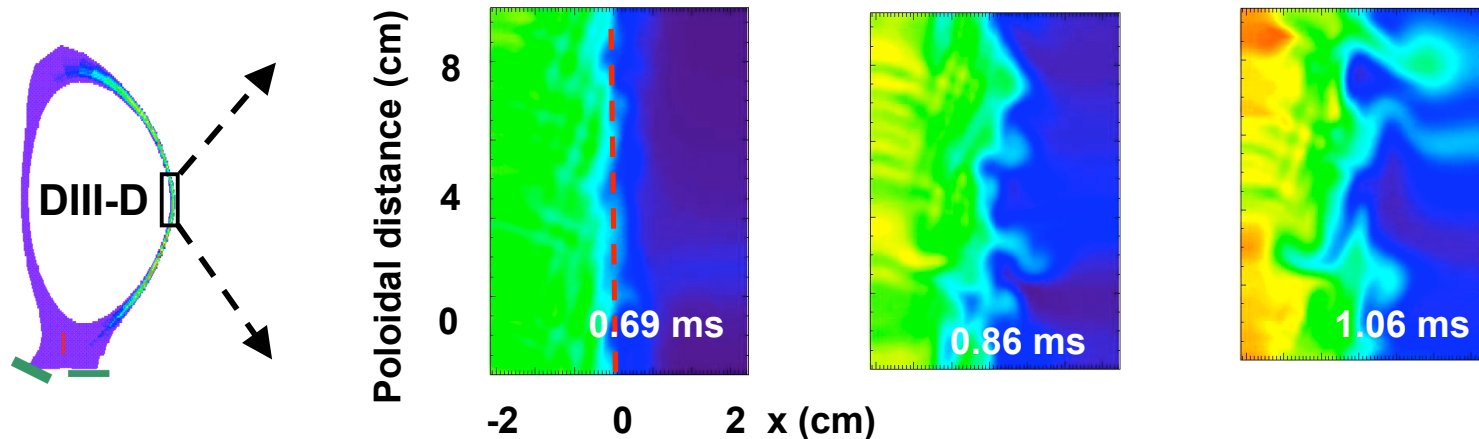 DIII-D
Poloidal distance (cm)
8
4
0
0.69 ms
0.86 ms
1.06 ms
-2 0 2 x (cm)